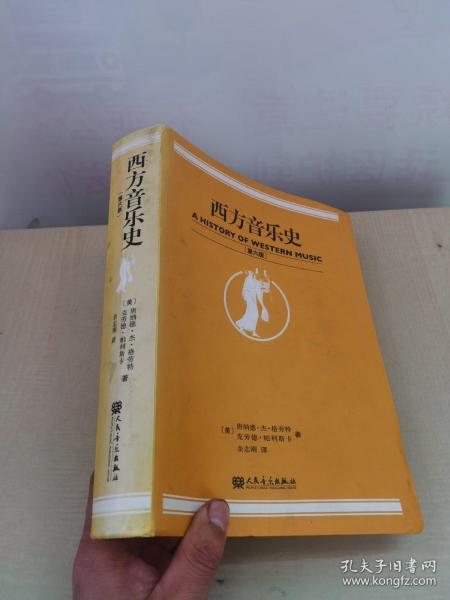 西方音乐史
(第六版)
(美) 唐纳德·杰·格劳特
克劳德·帕利斯卡 著
余志刚 译
人民音乐出版社
西方音乐史
A HISTORY OF WESTERN MUSIC
(第六版)
(美) 唐纳德·杰·格劳特
克劳德·帕利斯卡 著
余志刚 译
人民音乐出版社
孔夫子旧书网
www.kongfz.com